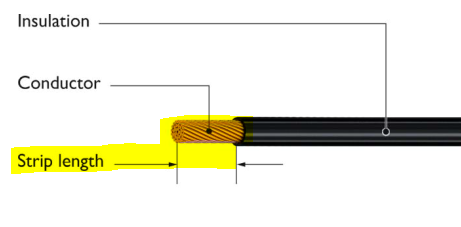 Insulation
Conductor
Strip length